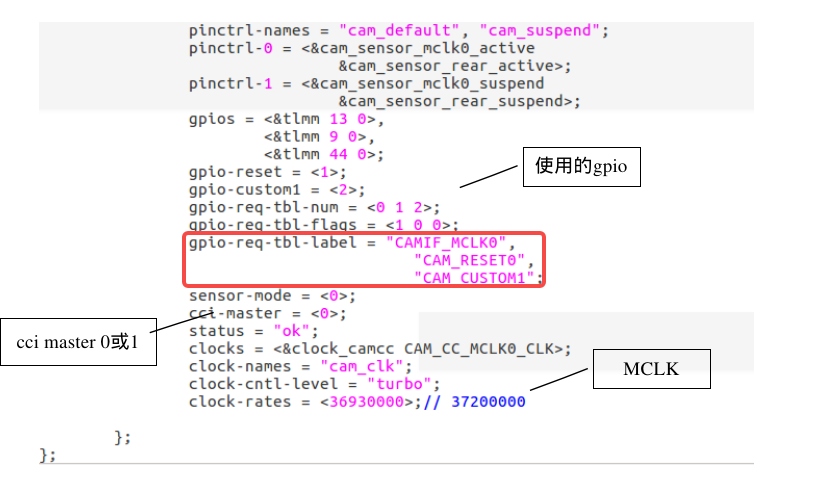 pinctrl-names = "cam_default", "cam_suspend";
pinctrl-0 = <&cam_sensor_mclk0_active
&cam_sensor_rear_active>;
pinctrl-1 = <&cam_sensor_mclk0_suspend
&cam_sensor_rear_suspend>;
gpios = <&tlmm 13 0>,
<&tlmm 9 0>,
<&tlmm 44 0>;
使用的gpio
gpio-reset = <1>;
gpio-custom1 = <2>;
gpio-req-tbl-num = <0 1 2>;
gpio-req-tbl-flags = <1 0 0>;
gpio-req-tbl-label = "CAMIF_MCLK0",
"CAM_RESET0",
"CAM_CUSTOM1";
sensor-mode = <0>;
cci-master = <0>;
status = "ok";
cci master 0或1
clocks = <&clock_camcc CAM_CC_MCLK0_CLK>;
clock-names = "cam_clk";
MCLK
clock-cntl-level = "turbo";
clock-rates = <36930000>;// 37200000
};
};